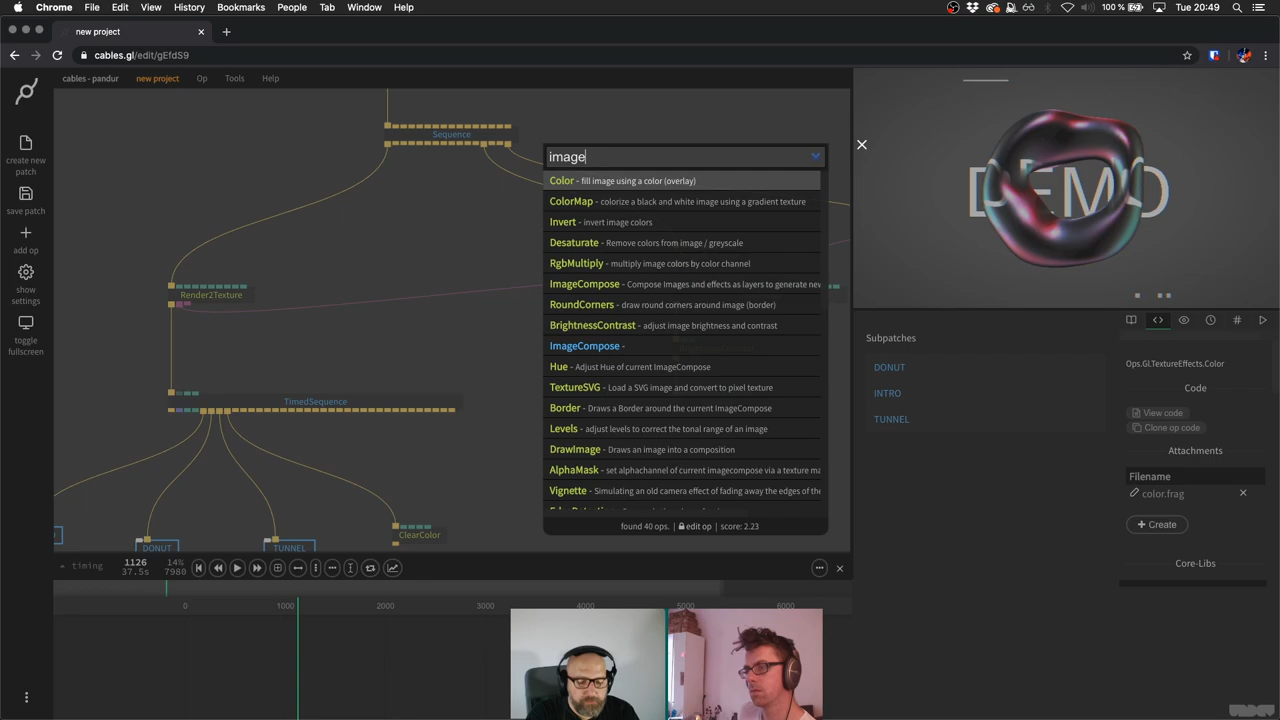 Chrome File Edit View History Bookmarks People Tab Window Help 100 % Tue 20:49
new project
cables.gl/edit/gEfdS9
cables - pandur new project Op Tools Help
create new
patch
save patch
add op
show
settings
toggle
fullscreen
Sequence
Render2Texture
TimedSequence
DONUT
TUNNEL
ClearColor
image
Color - fill image using a color (overlay)
ColorMap - colorize a black and white image using a gradient texture
Invert - invert image colors
Desaturate - Remove colors from image / greyscale
RgbMultiply - multiply image colors by color channel
ImageCompose - Compose Images and effects as layers to generate new
RoundCorners - draw round corners around image (border)
BrightnessContrast - adjust image brightness and contrast
ImageCompose -
Hue - Adjust Hue of current ImageCompose
TextureSVG - Load a SVG image and convert to pixel texture
Border - Draws a Border around the current ImageCompose
Levels - adjust levels to correct the tonal range of an image
DrawImage - Draws an image into a composition
AlphaMask - set alphachannel of current imagecompose via a texture ma
Vignette - Simulating an old camera effect of fading away the edges of the
found 40 ops. | edit op | score: 2.23
DEMO
Subpatches
DONUT
INTRO
TUNNEL
Ops.Gl.TextureEffects.Color
Code
View code
Clone op code
Attachments
Filename
color.frag
+ Create
Core-Libs
timing 1126 14%
37.5s 7980
0 1000 2000 3000 4000 5000 6000